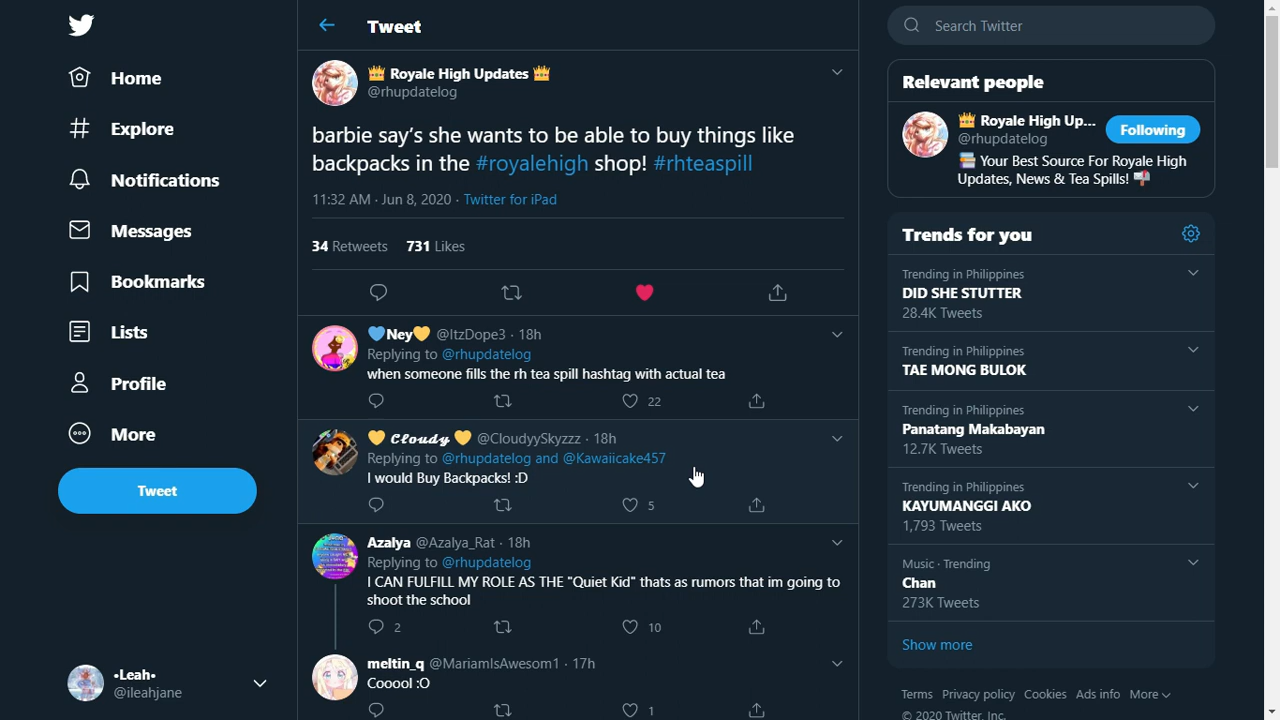 Home
Explore
Notifications
Messages
Bookmarks
Lists
Profile
More
Tweet
•Leah•
@ileahjane
Tweet
👑 Royale High Updates 👑
@rhupdatelog
barbie say's she wants to be able to buy things like
backpacks in the #royalehigh shop! #rhteaspill
11:32 AM · Jun 8, 2020 · Twitter for iPad
34 Retweets 731 Likes
💙Ney💛 @ItzDope3 · 18h
Replying to @rhupdatelog
when someone fills the rh tea spill hashtag with actual tea
22
💛 𝓒𝓵𝓸𝓾𝓭𝔂 💛 @CloudyySkyzzz · 18h
Replying to @rhupdatelog and @Kawaiicake457
I would Buy Backpacks! :D
5
Azalya @Azalya_Rat · 18h
Replying to @rhupdatelog
I CAN FULFILL MY ROLE AS THE "Quiet Kid" thats as rumors that im going to
shoot the school
2 10
meltin_q @MariamIsAwesom1 · 17h
Cooool :O
1
Search Twitter
Relevant people
👑 Royale High Up...
@rhupdatelog
Following
📚 Your Best Source For Royale High
Updates, News & Tea Spills! 📬
Trends for you
Trending in Philippines
DID SHE STUTTER
28.4K Tweets
Trending in Philippines
TAE MONG BULOK
Trending in Philippines
Panatang Makabayan
12.7K Tweets
Trending in Philippines
KAYUMANGGI AKO
1,793 Tweets
Music · Trending
Chan
273K Tweets
Show more
Terms Privacy policy Cookies Ads info More
© 2020 Twitter, Inc.